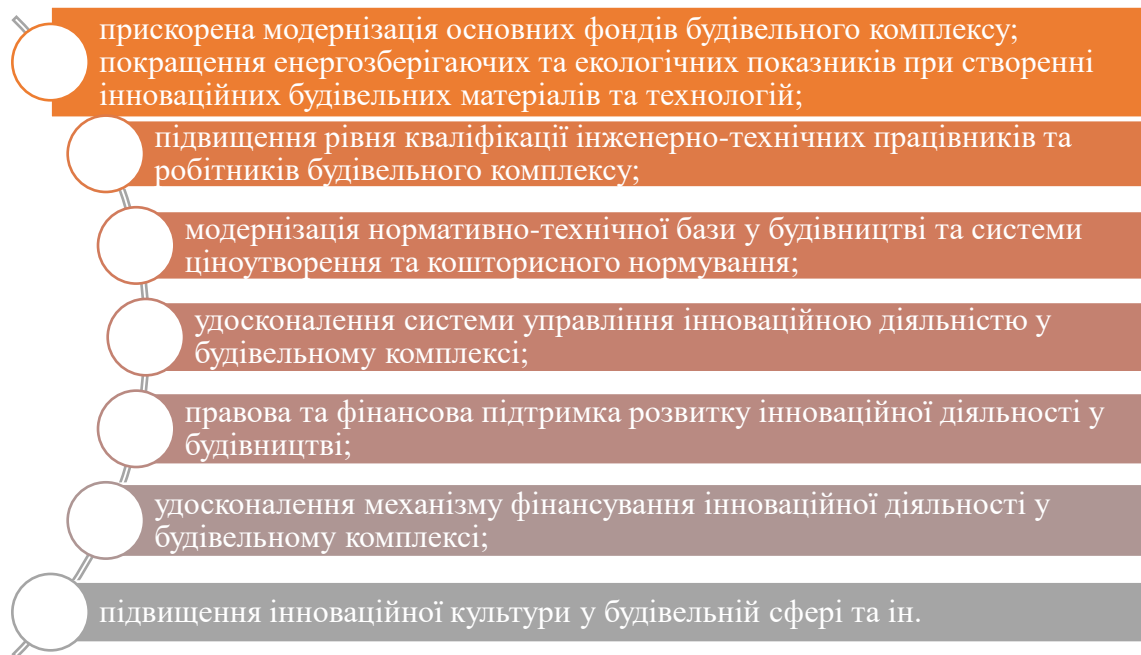 прискорена модернізація основних фондів будівельного комплексу;
покращення енергозберігаючих та екологічних показників при створенні
інноваційних будівельних матеріалів та технологій;
підвищення рівня кваліфікації інженерно-технічних працівників та
робітників будівельного комплексу;
модернізація нормативно-технічної бази у будівництві та системи
ціноутворення та кошторисного нормування;
удосконалення системи управління інноваційною діяльністю у
будівельному комплексі;
правова та фінансова підтримка розвитку інноваційної діяльності у
будівництві;
удосконалення механізму фінансування інноваційної діяльності у
будівельному комплексі;
підвищення інноваційної культури у будівельній сфері та ін.